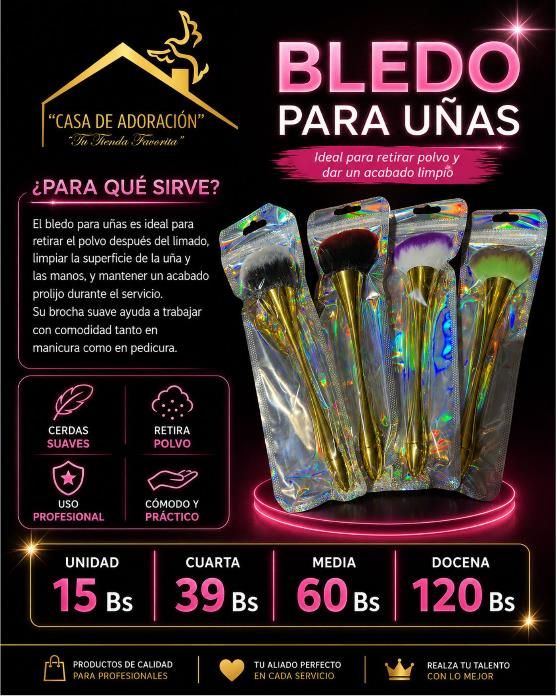 "CASA DE ADORACIÓN"
"Tu Tienda Favorita"
BLEDO
PARA UÑAS
Ideal para retirar polvo y
dar un acabado limpio
¿PARA QUÉ SIRVE?
El bledo para uñas es ideal para
retirar el polvo después del limado,
limpiar la superficie de la uña y
las manos, y mantener un acabado
prolijo durante el servicio.
Su brocha suave ayuda a trabajar
con comodidad tanto en
manicura como en pedicura.
CERDAS
SUAVES
RETIRA
POLVO
USO
PROFESIONAL
CÓMODO Y
PRÁCTICO
UNIDAD
15 Bs
CUARTA
39 Bs
MEDIA
60 Bs
DOCENA
120 Bs
PRODUCTOS DE CALIDAD
PARA PROFESIONALES
TU ALIADO PERFECTO
EN CADA SERVICIO
REALZA TU TALENTO
CON LO MEJOR